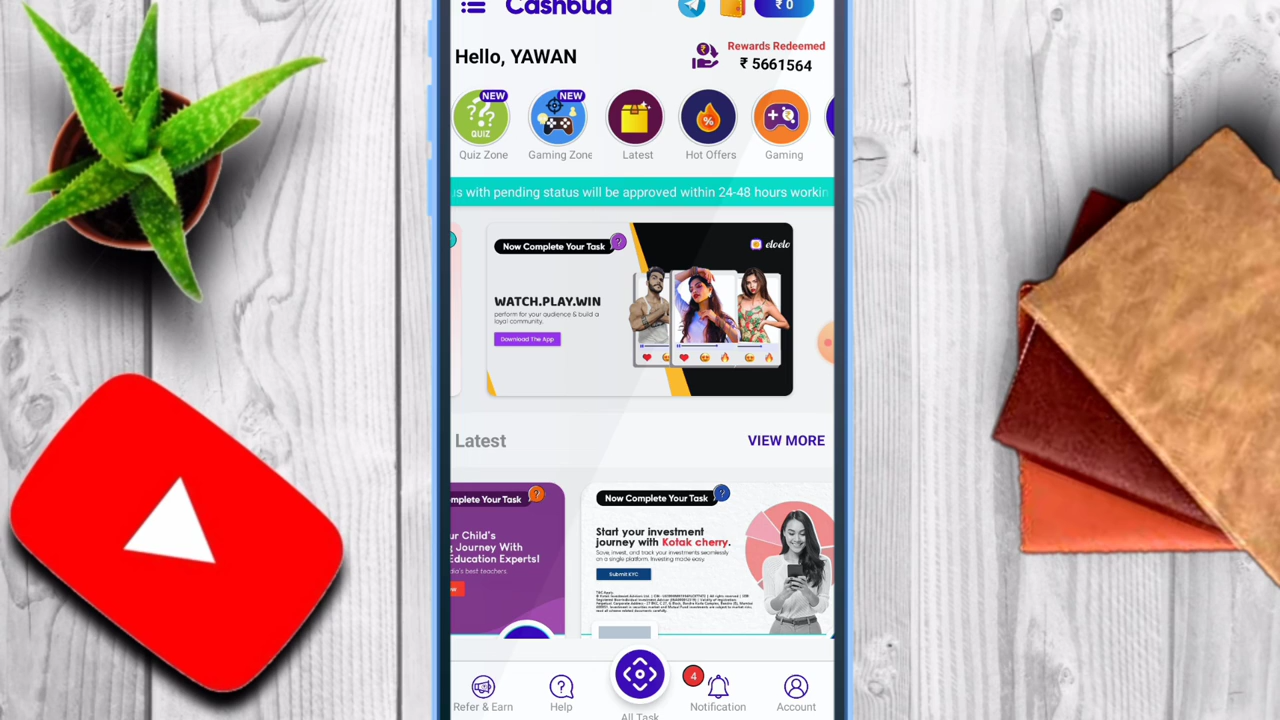 Cashbud
₹ 0
Hello, YAWAN
Rewards Redeemed
₹ 5661564
NEW
NEW
QUIZ
Quiz Zone
Gaming Zone
Latest
Hot Offers
Gaming
with pending status will be approved within 24-48 hours
Now Complete Your Task
eloelo
WATCH.PLAY.WIN
perform for your audience & build a
loyal community.
Download The App
Latest
VIEW MORE
Complete Your Task
Child's
Journey With
Education Experts!
best teachers.
Now Complete Your Task
Start your investment
journey with Kotak cherry.
Save, invest, and track your investments seamlessly
on a single platform. Investing made easy.
Submit KYC
4
Refer & Earn
Help
All Task
Notification
Account